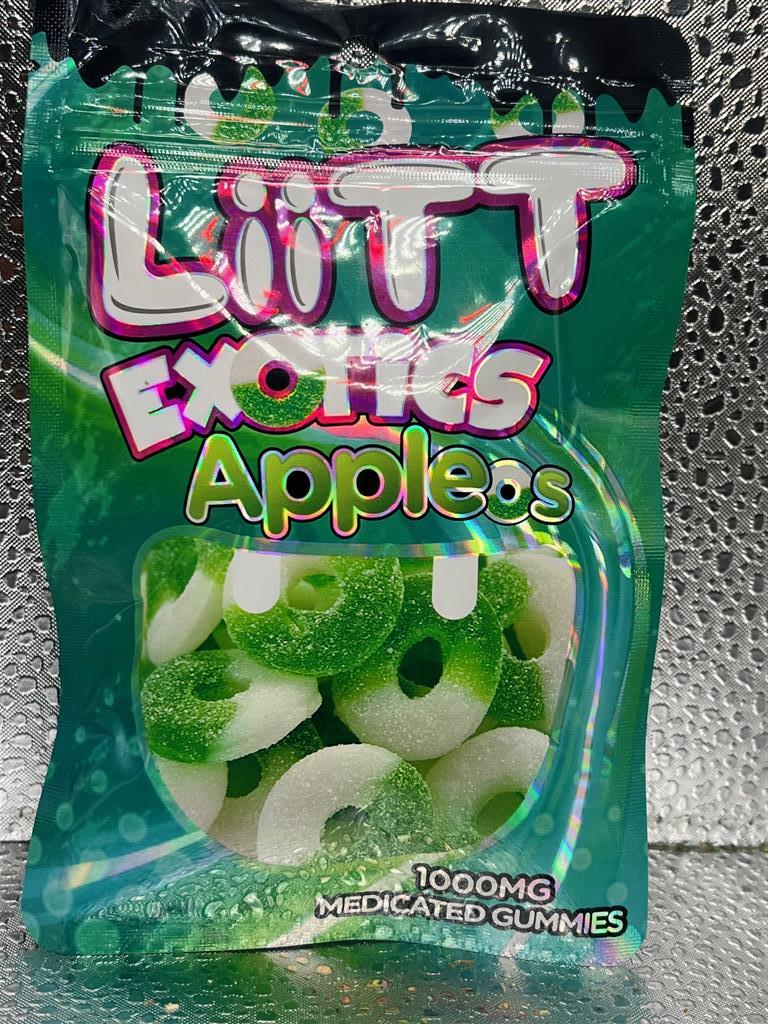 LiiTT
EXOTICS
Appleos
1000MG
MEDICATED GUMMIES